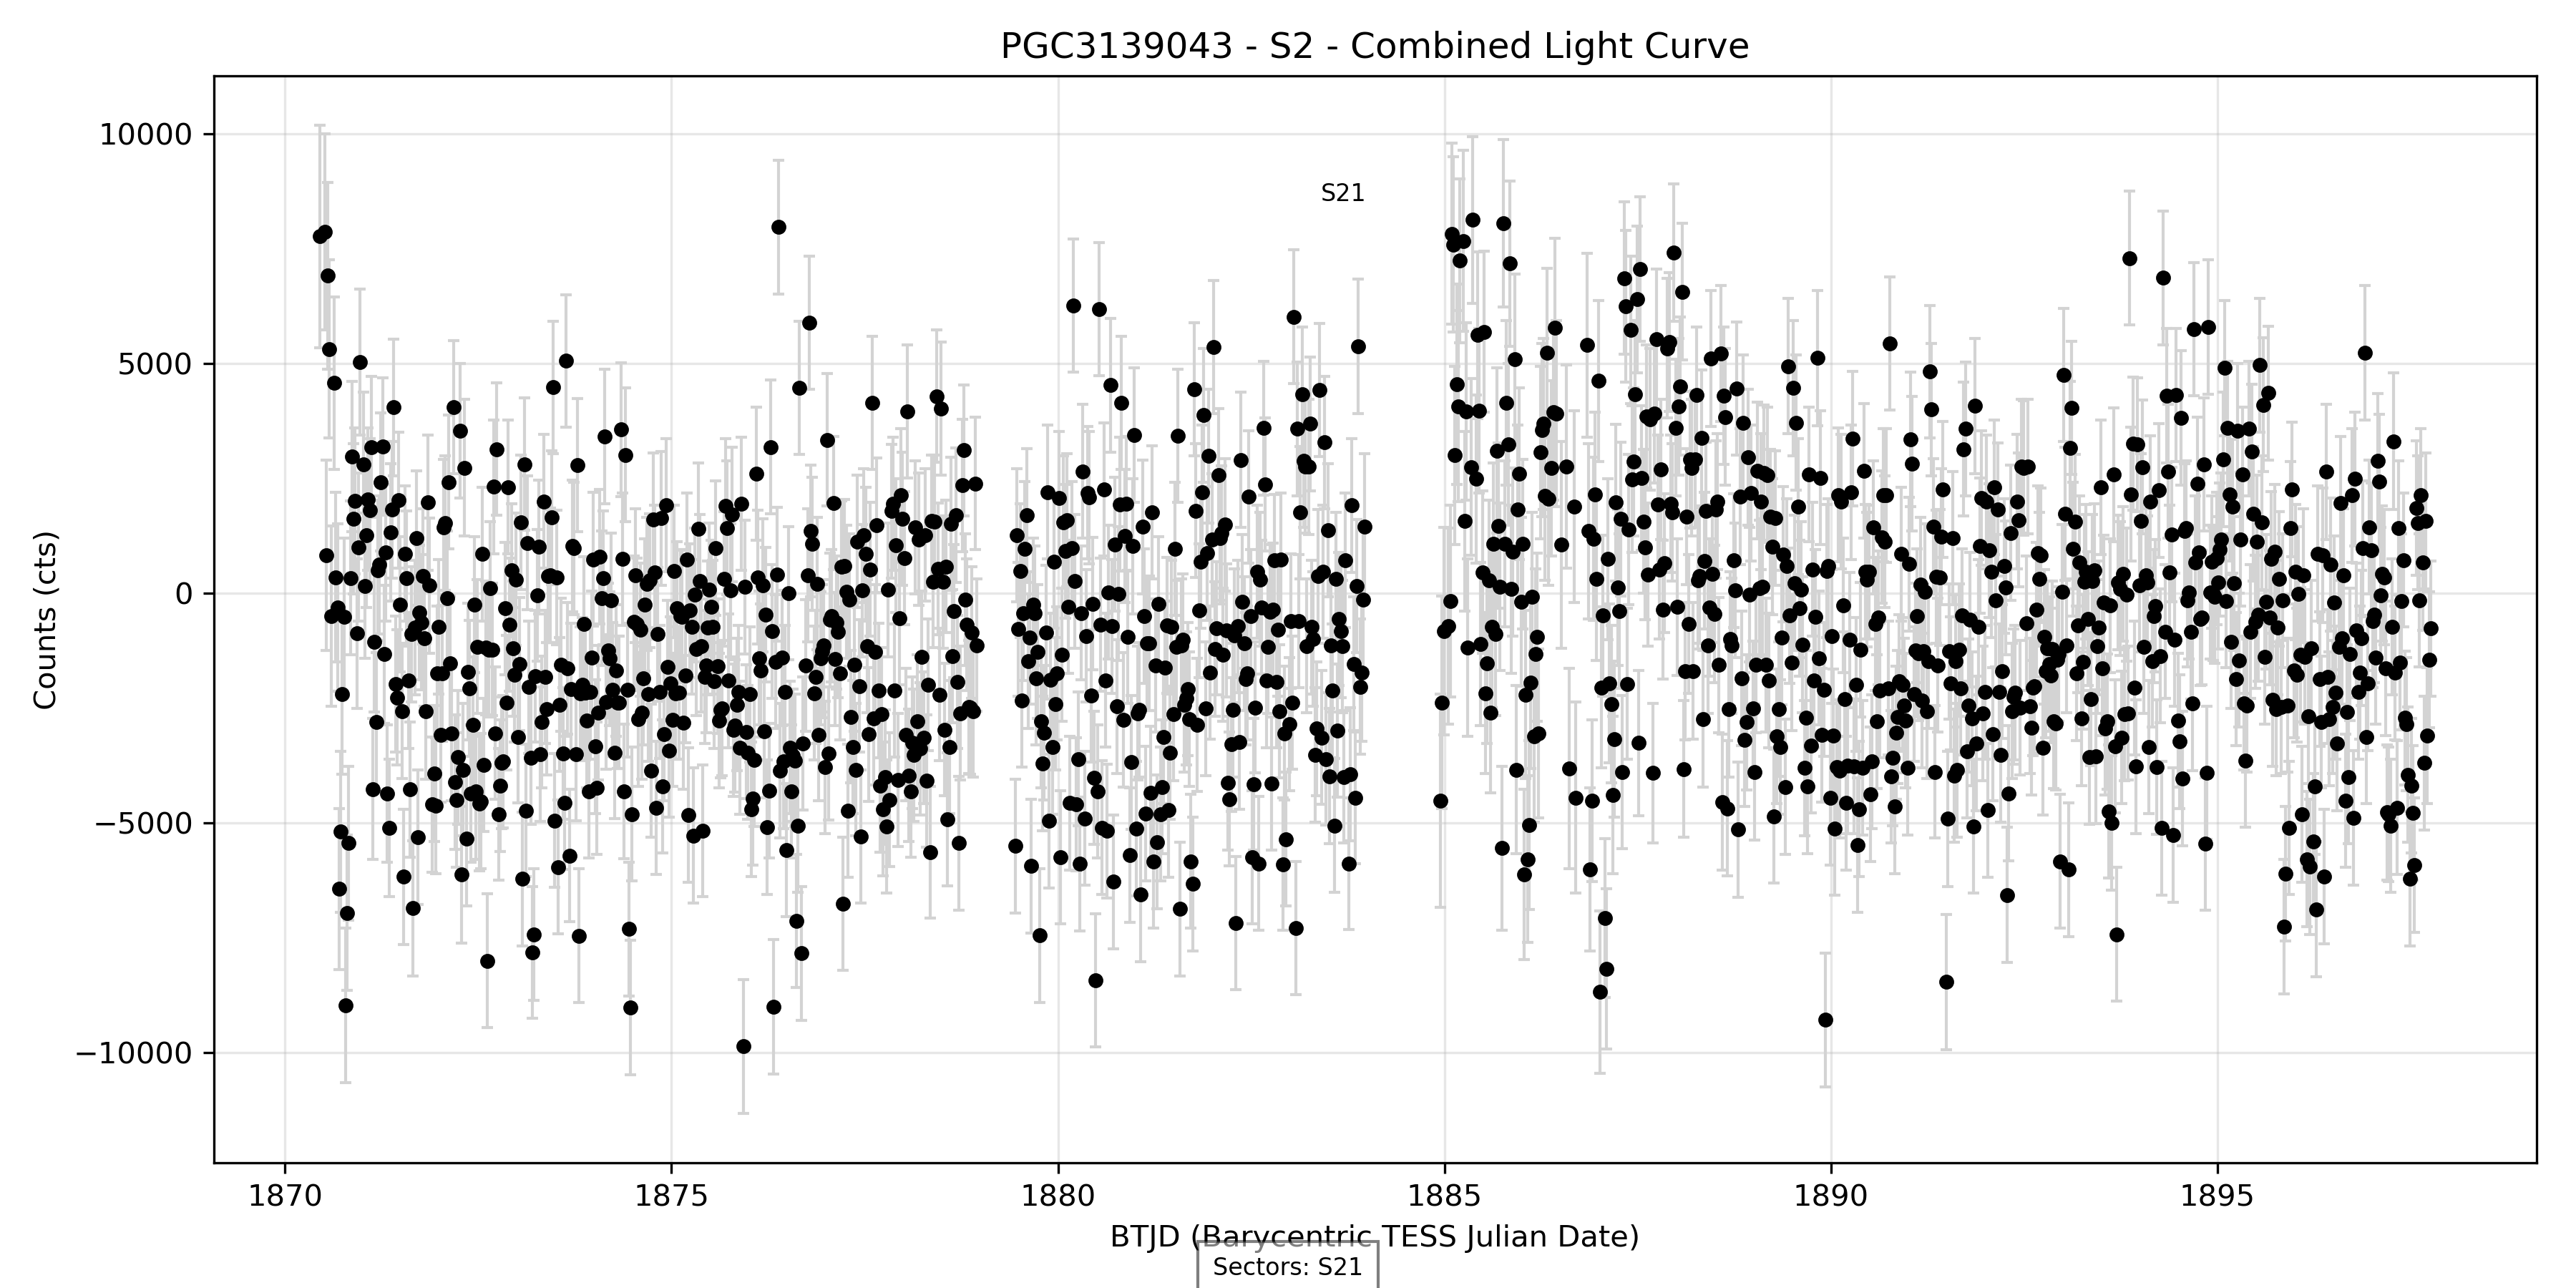 PGC3139043 - S2 - Combined Light Curve
10000
5000
0
−5000
−10000
Counts (cts)
S21
1870
1875
1880
1885
1890
1895
BTJD (Barycentric TESS Julian Date)
Sectors: S21